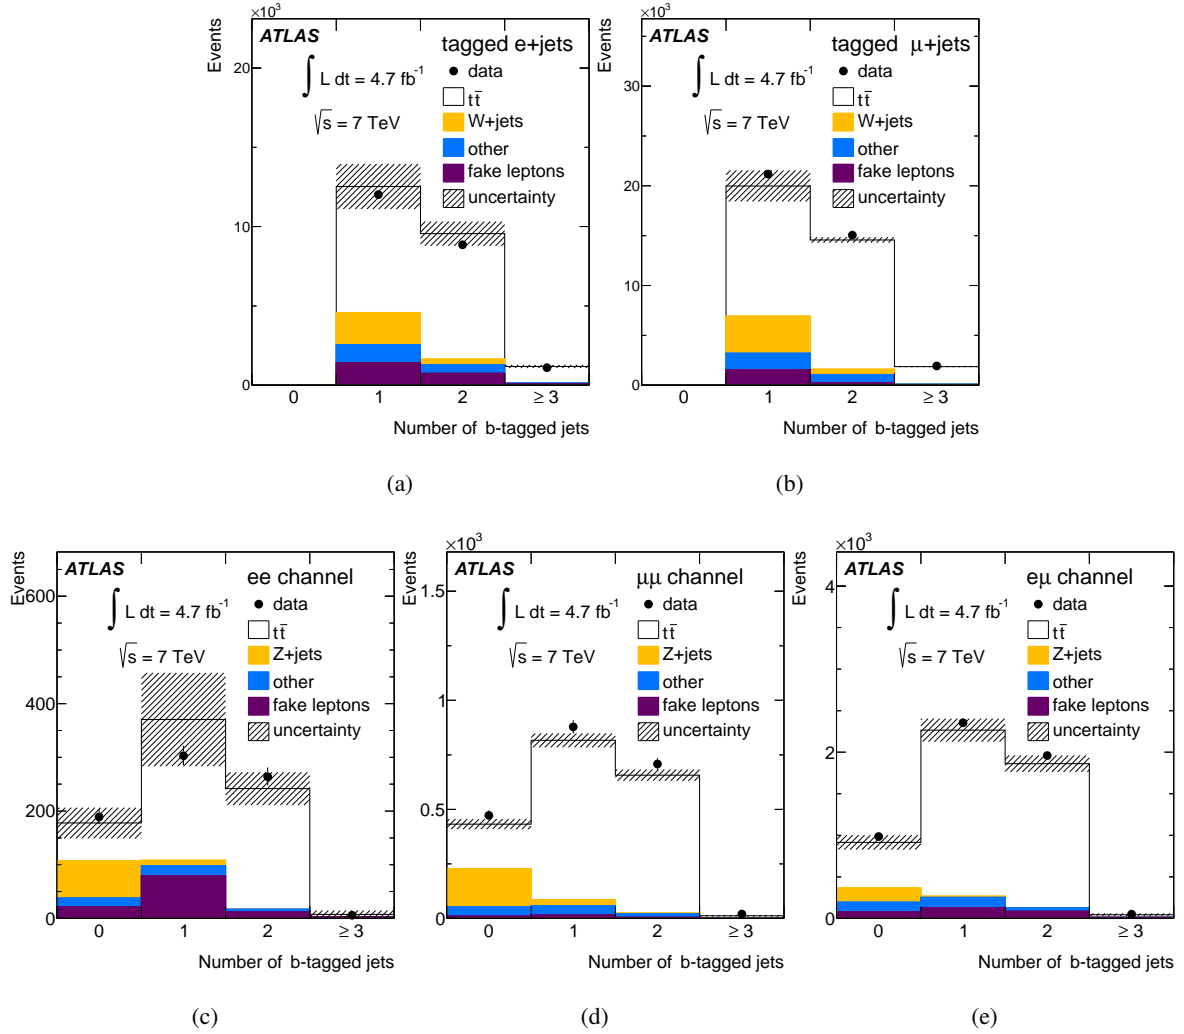 ×10³
Events
ATLAS
tagged e+jets
∫ L dt = 4.7 fb⁻¹
√s = 7 TeV
data
tt̄
W+jets
other
fake leptons
uncertainty
20
10
0
0 1 2 ≥ 3
Number of b-tagged jets
(a)
×10³
Events
ATLAS
tagged μ+jets
∫ L dt = 4.7 fb⁻¹
√s = 7 TeV
data
tt̄
W+jets
other
fake leptons
uncertainty
30
20
10
0
0 1 2 ≥ 3
Number of b-tagged jets
(b)
Events
ATLAS
ee channel
∫ L dt = 4.7 fb⁻¹
√s = 7 TeV
data
tt̄
Z+jets
other
fake leptons
uncertainty
600
400
200
0
0 1 2 ≥ 3
Number of b-tagged jets
(c)
×10³
Events
ATLAS
μμ channel
∫ L dt = 4.7 fb⁻¹
√s = 7 TeV
data
tt̄
Z+jets
other
fake leptons
uncertainty
1.5
1
0.5
0
0 1 2 ≥ 3
Number of b-tagged jets
(d)
×10³
Events
ATLAS
eμ channel
∫ L dt = 4.7 fb⁻¹
√s = 7 TeV
data
tt̄
Z+jets
other
fake leptons
uncertainty
4
2
0
0 1 2 ≥ 3
Number of b-tagged jets
(e)